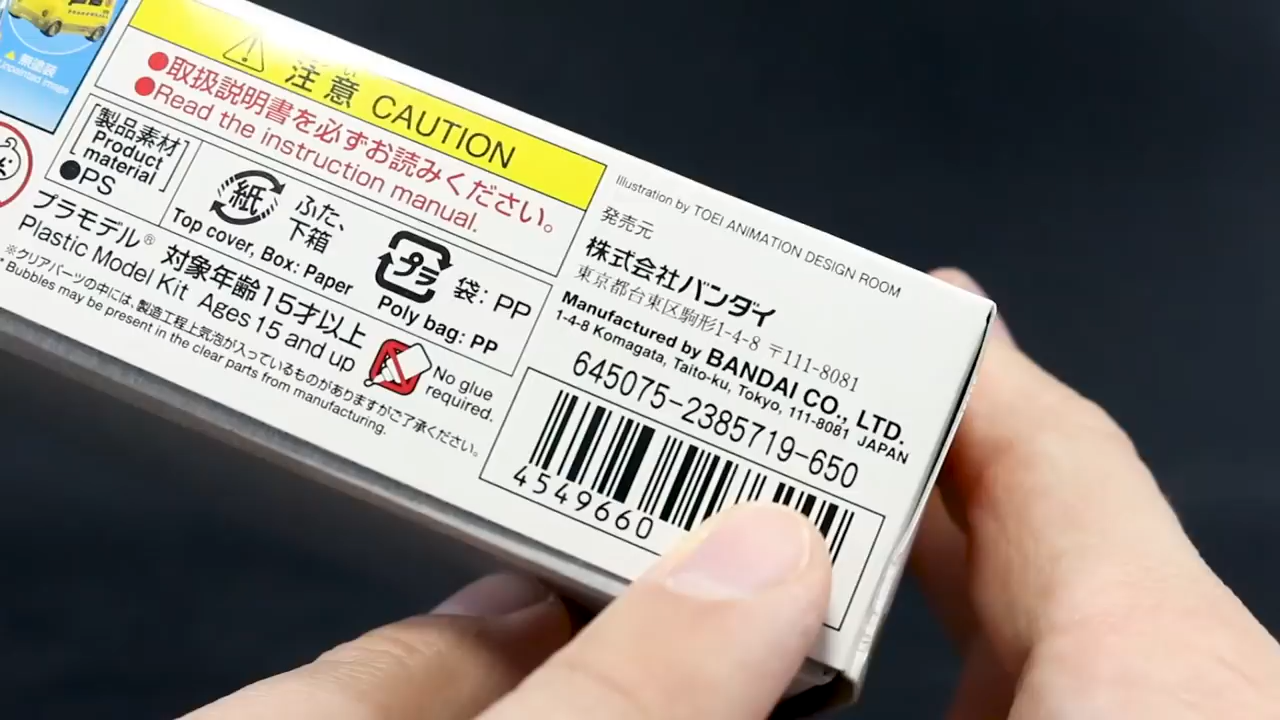 無塗装
注意 CAUTION
●取扱説明書を必ずお読みください。
●Read the instruction manual.
[製品素材
Product
material]
●PS
紙
ふた、
下箱
Top cover, Box: Paper
プラ
袋: PP
Poly bag: PP
プラモデル® 対象年齢15才以上
Plastic Model Kit Ages 15 and up
No glue
required.
※クリアパーツの中には、製造工程上気泡が入っているものがありますがご了承ください。
* Bubbles may be present in the clear parts from manufacturing.
Illustration by TOEI ANIMATION DESIGN ROOM
発売元
株式会社バンダイ
東京都台東区駒形1-4-8 〒111-8081
Manufactured by BANDAI CO., LTD.
1-4-8 Komagata, Taito-ku, Tokyo, 111-8081 JAPAN
645075-2385719-650
4549660